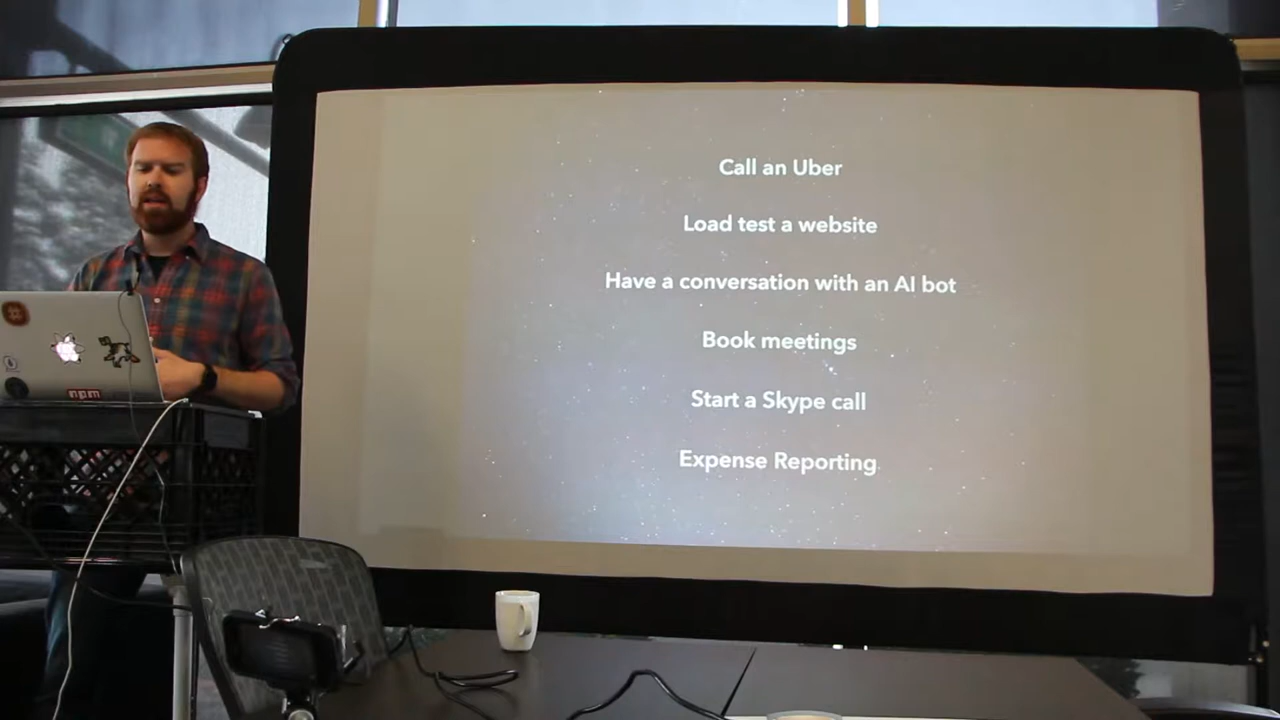 Call an Uber
Load test a website
Have a conversation with an AI bot
Book meetings
Start a Skype call
Expense Reporting
npm